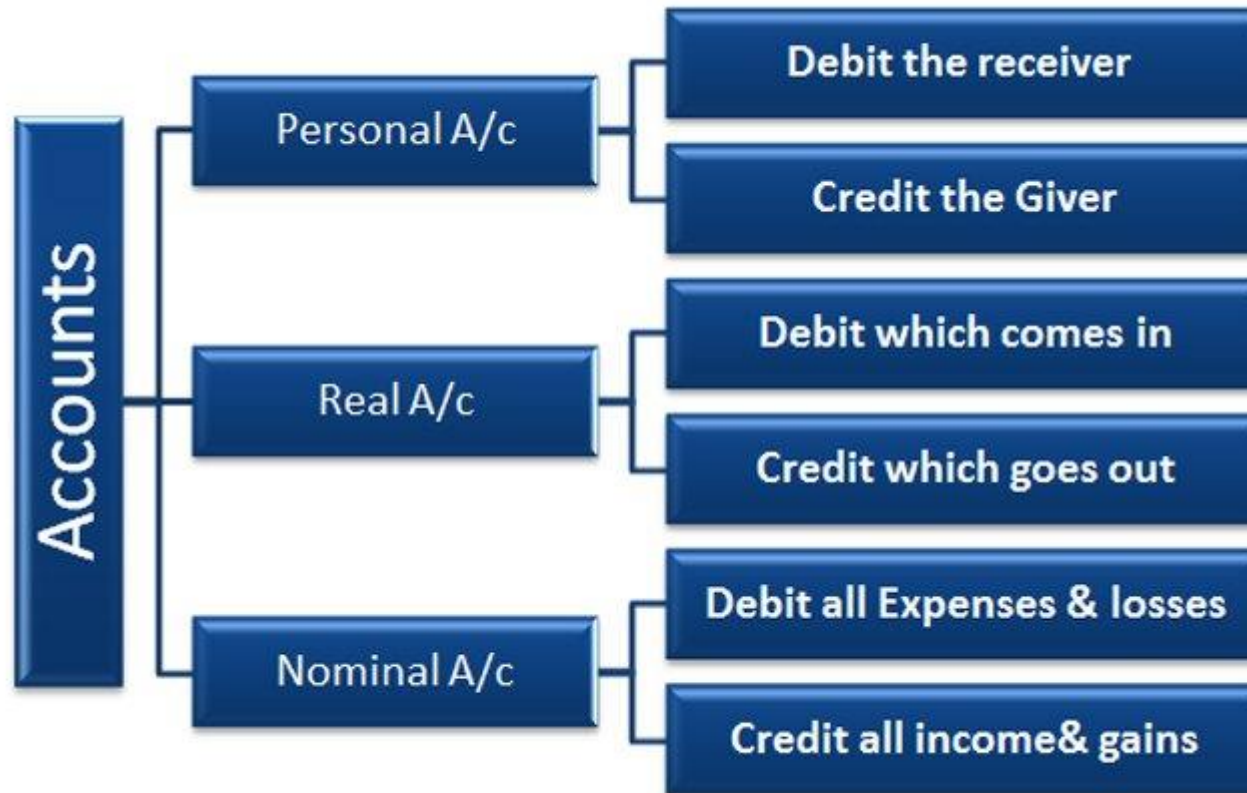 Accounts
Personal A/c
Debit the receiver
Credit the Giver
Real A/c
Debit which comes in
Credit which goes out
Nominal A/c
Debit all Expenses & losses
Credit all income& gains